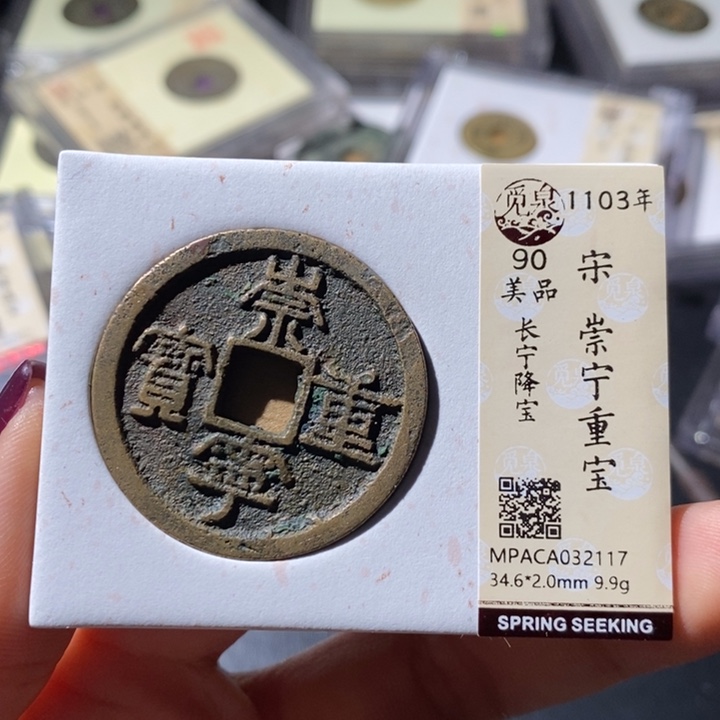 崇
寶 重
寧
觅泉 1103年
90
美品
长宁降宝
宋 崇宁重宝
MPACA032117
34.6*2.0mm 9.9g
SPRING SEEKING